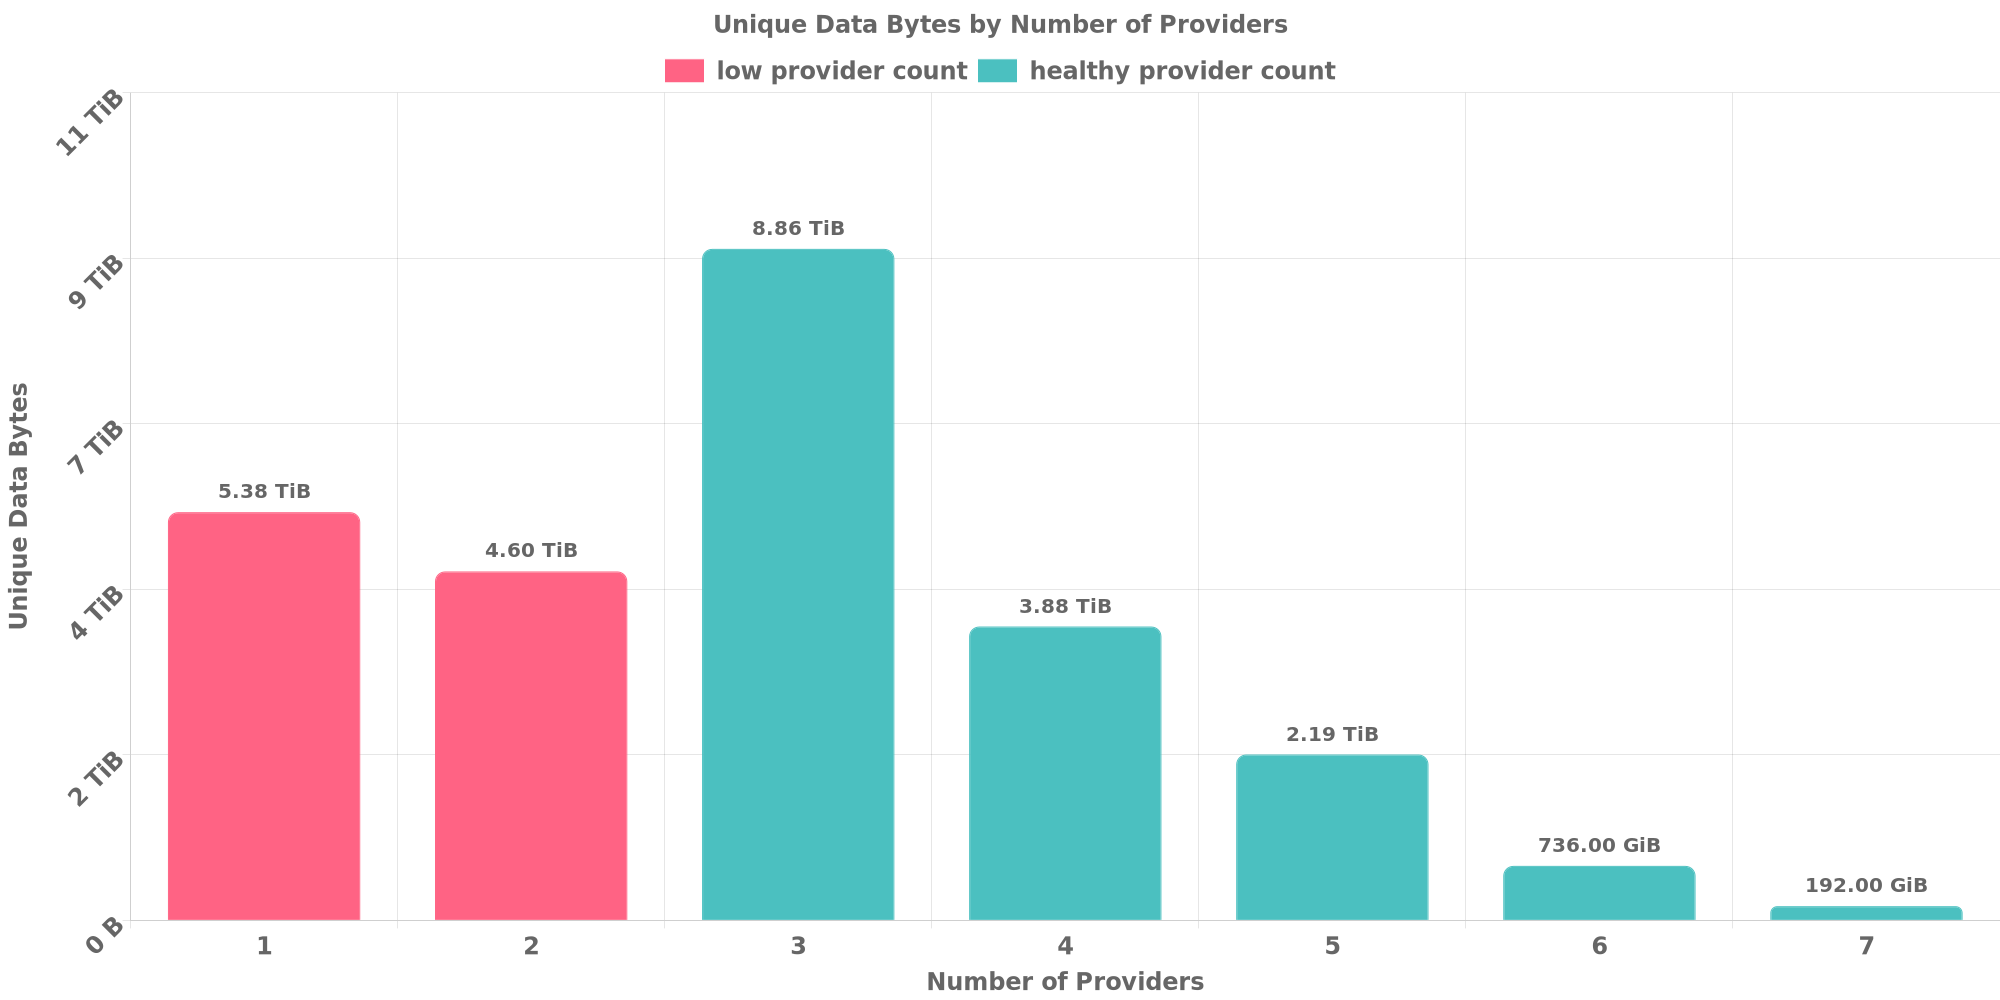 Unique Data Bytes by Number of Providers
low provider count healthy provider count
11 TiB
9 TiB
7 TiB
4 TiB
2 TiB
0 B
Unique Data Bytes
5.38 TiB
4.60 TiB
8.86 TiB
3.88 TiB
2.19 TiB
736.00 GiB
192.00 GiB
1 2 3 4 5 6 7
Number of Providers